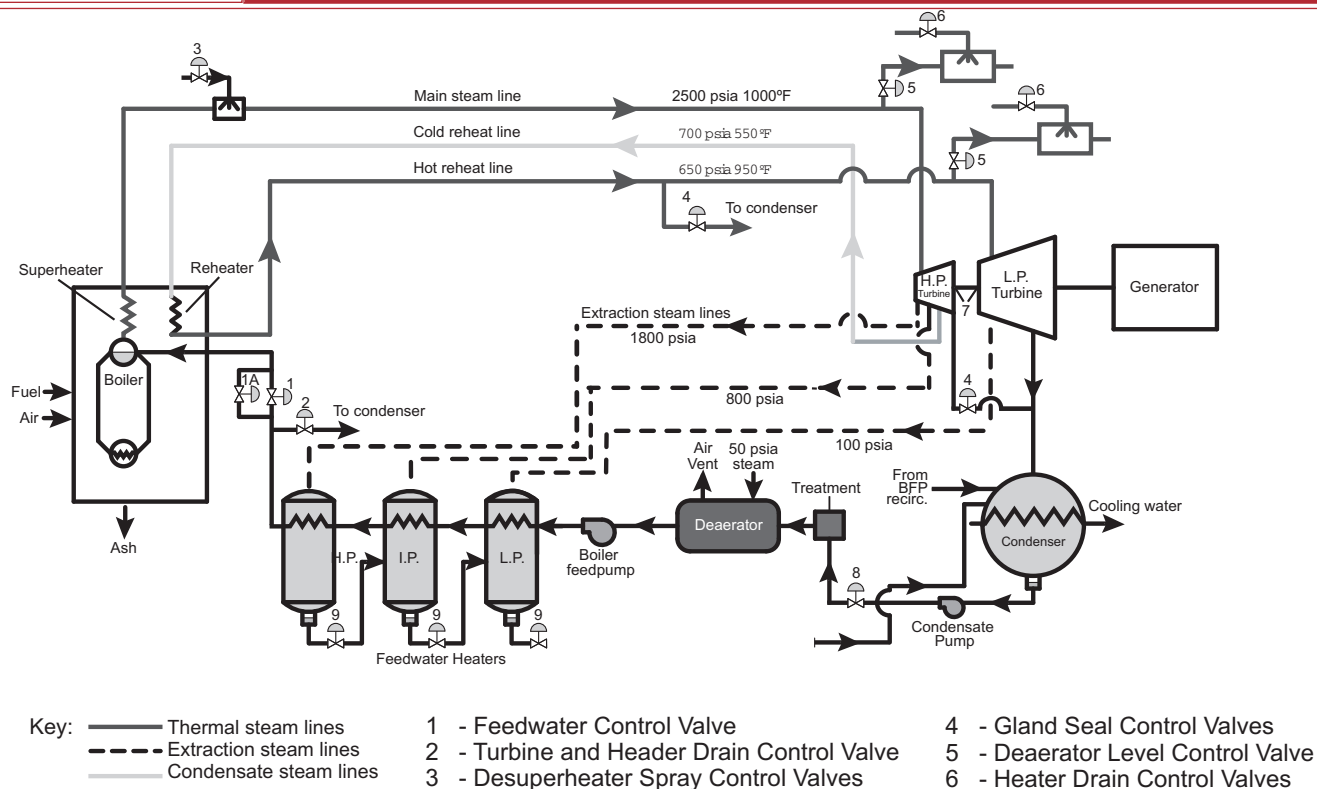 6
3
5
6
Main steam line
2500 psia 1000ºF
Cold reheat line
700 psia 550ºF
5
Hot reheat line
650 psia 950ºF
4
To condenser
Superheater
Reheater
H.P.
Turbine
7
L.P.
Turbine
Generator
Extraction steam lines
1800 psia
Boiler
Fuel
Air
1A
1
2
To condenser
4
800 psia
100 psia
Air
Vent
50 psia
steam
From
BFP
recirc.
Treatment
Cooling water
Deaerator
Condenser
Ash
Boiler
feedpump
H.P.
I.P.
L.P.
8
9
9
9
Condensate
Pump
Feedwater Heaters
Key:
Thermal steam lines
Extraction steam lines
Condensate steam lines
1 - Feedwater Control Valve
2 - Turbine and Header Drain Control Valve
3 - Desuperheater Spray Control Valves
4 - Gland Seal Control Valves
5 - Deaerator Level Control Valve
6 - Heater Drain Control Valves